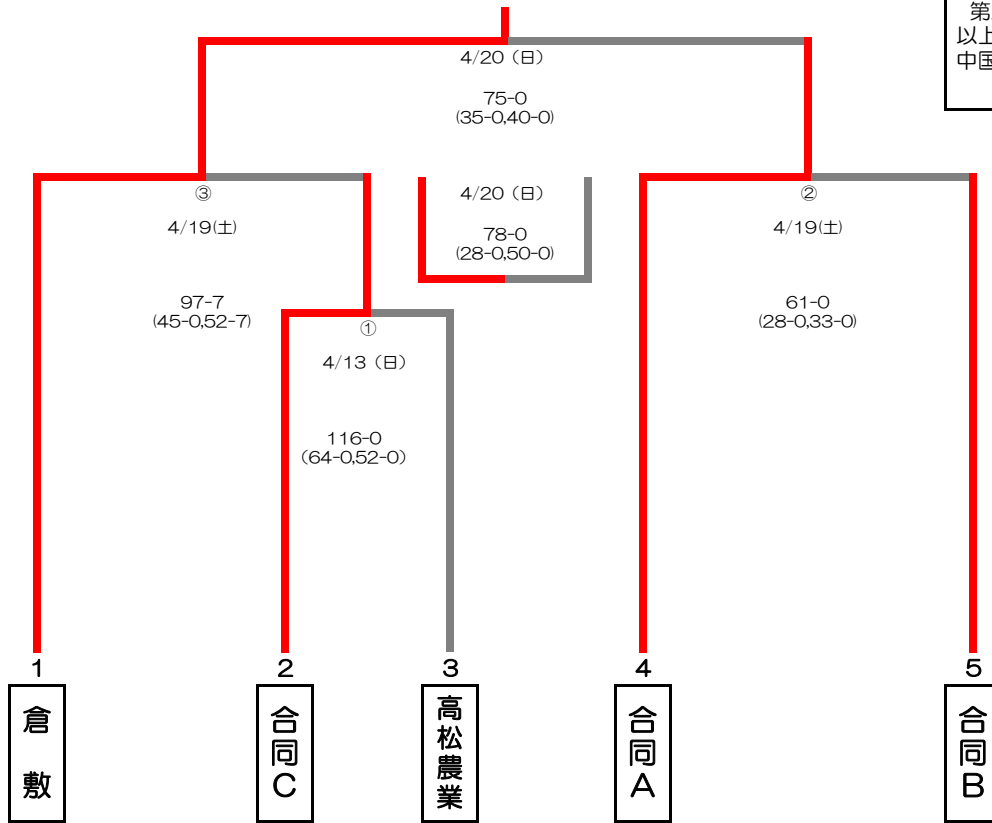 第
以上
中国
4/20（日）
75-0
(35-0,40-0)
③
4/19(土)
97-7
(45-0,52-7)
4/20（日）
78-0
(28-0,50-0)
②
4/19(土)
61-0
(28-0,33-0)
①
4/13（日）
116-0
（64-0,52-0）
1
2
3
4
5
倉敷
合同C
高松農業
合同A
合同B